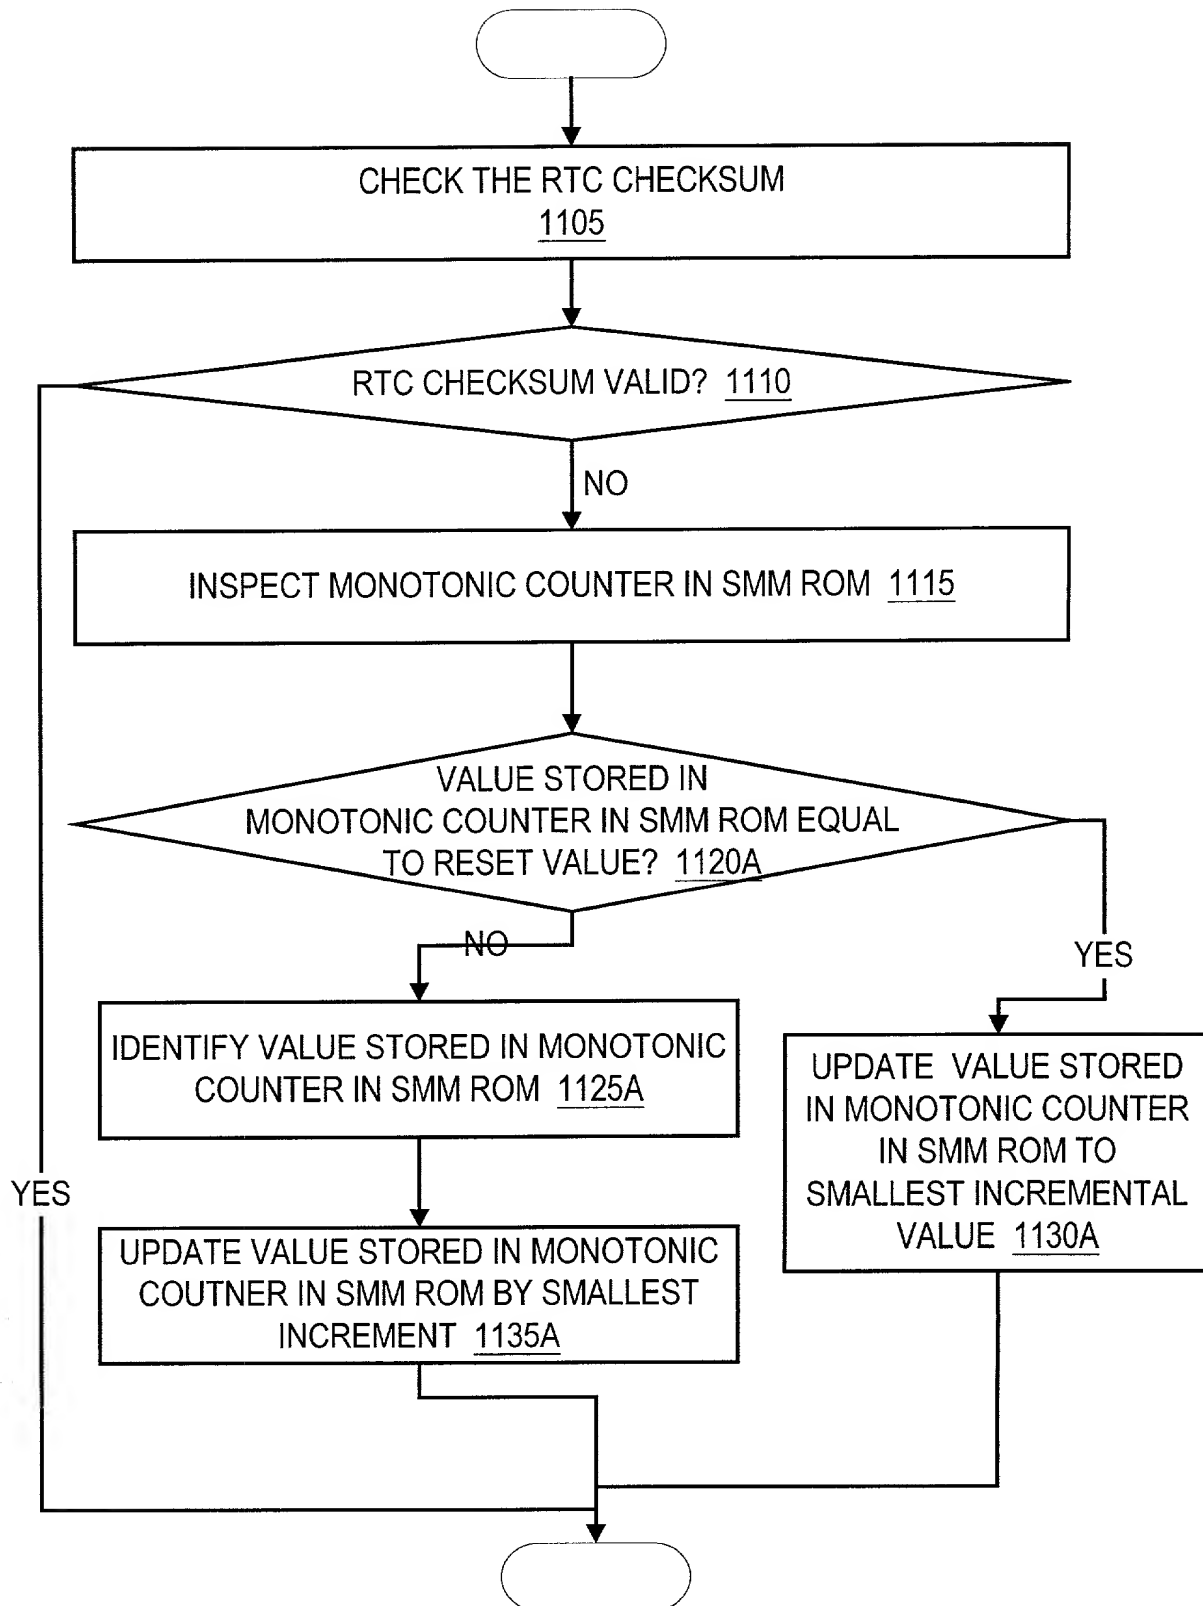 CHECK THE RTC CHECKSUM
1105
RTC CHECKSUM VALID? 1110
NO
INSPECT MONOTONIC COUNTER IN SMM ROM 1115
VALUE STORED IN
MONOTONIC COUNTER IN SMM ROM EQUAL
TO RESET VALUE? 1120A
NO
YES
IDENTIFY VALUE STORED IN MONOTONIC
COUNTER IN SMM ROM 1125A
UPDATE VALUE STORED
IN MONOTONIC COUNTER
IN SMM ROM TO
SMALLEST INCREMENTAL
VALUE 1130A
YES
UPDATE VALUE STORED IN MONOTONIC
COUTNER IN SMM ROM BY SMALLEST
INCREMENT 1135A